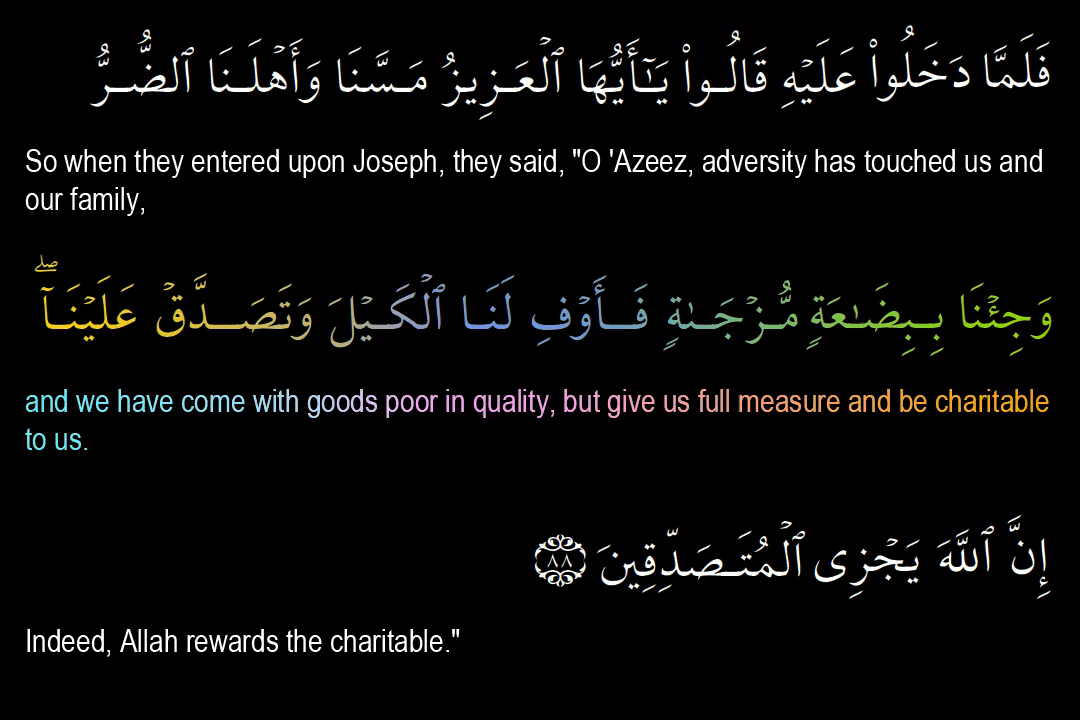 فَلَمَّا دَخَلُوا۟ عَلَيْهِ قَالُوا۟ يَـٰٓأَيُّهَا ٱلْعَزِيزُ مَسَّنَا وَأَهْلَنَا ٱلضُّرُّ
So when they entered upon Joseph, they said, "O 'Azeez, adversity has touched us and
our family,
وَجِئْنَا بِبِضَـٰعَةٍ مُّزْجَىٰةٍ فَأَوْفِ لَنَا ٱلْكَيْلَ وَتَصَدَّقْ عَلَيْنَآ ۖ
and we have come with goods poor in quality, but give us full measure and be charitable
to us.
إِنَّ ٱللَّهَ يَجْزِى ٱلْمُتَصَدِّقِينَ ٨٨
Indeed, Allah rewards the charitable."